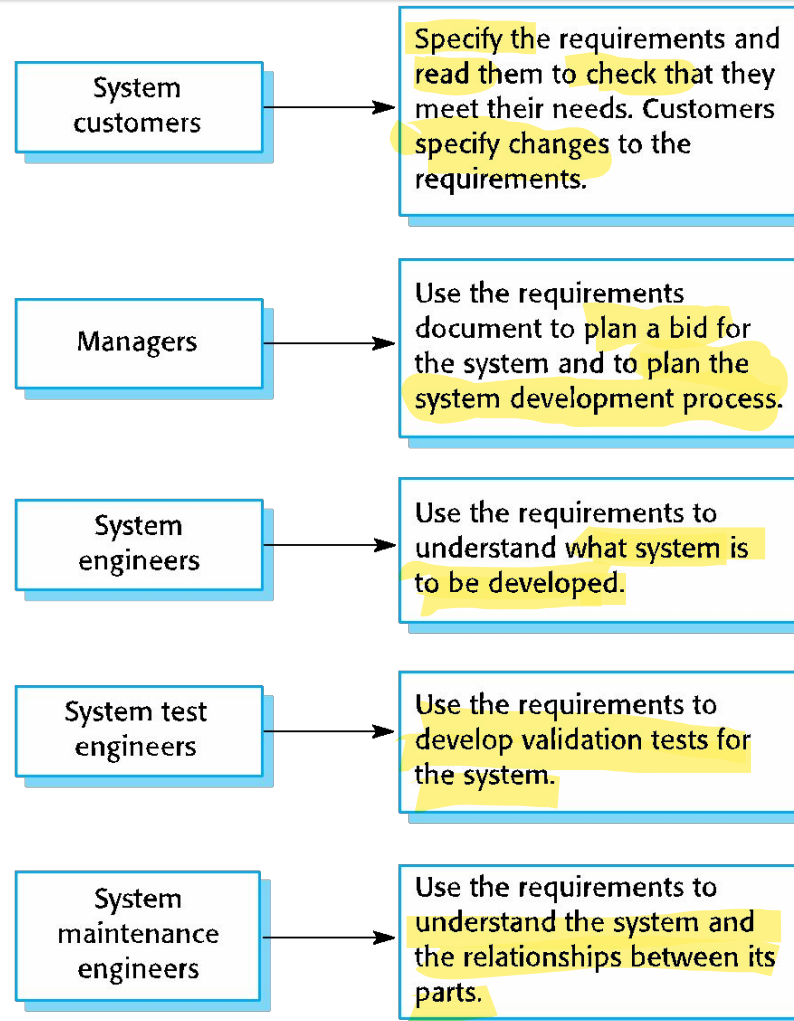 System
customers
Specify the requirements and
read them to check that they
meet their needs. Customers
specify changes to the
requirements.
Managers
Use the requirements
document to plan a bid for
the system and to plan the
system development process.
System
engineers
Use the requirements to
understand what system is
to be developed.
System test
engineers
Use the requirements to
develop validation tests for
the system.
System
maintenance
engineers
Use the requirements to
understand the system and
the relationships between its
parts.